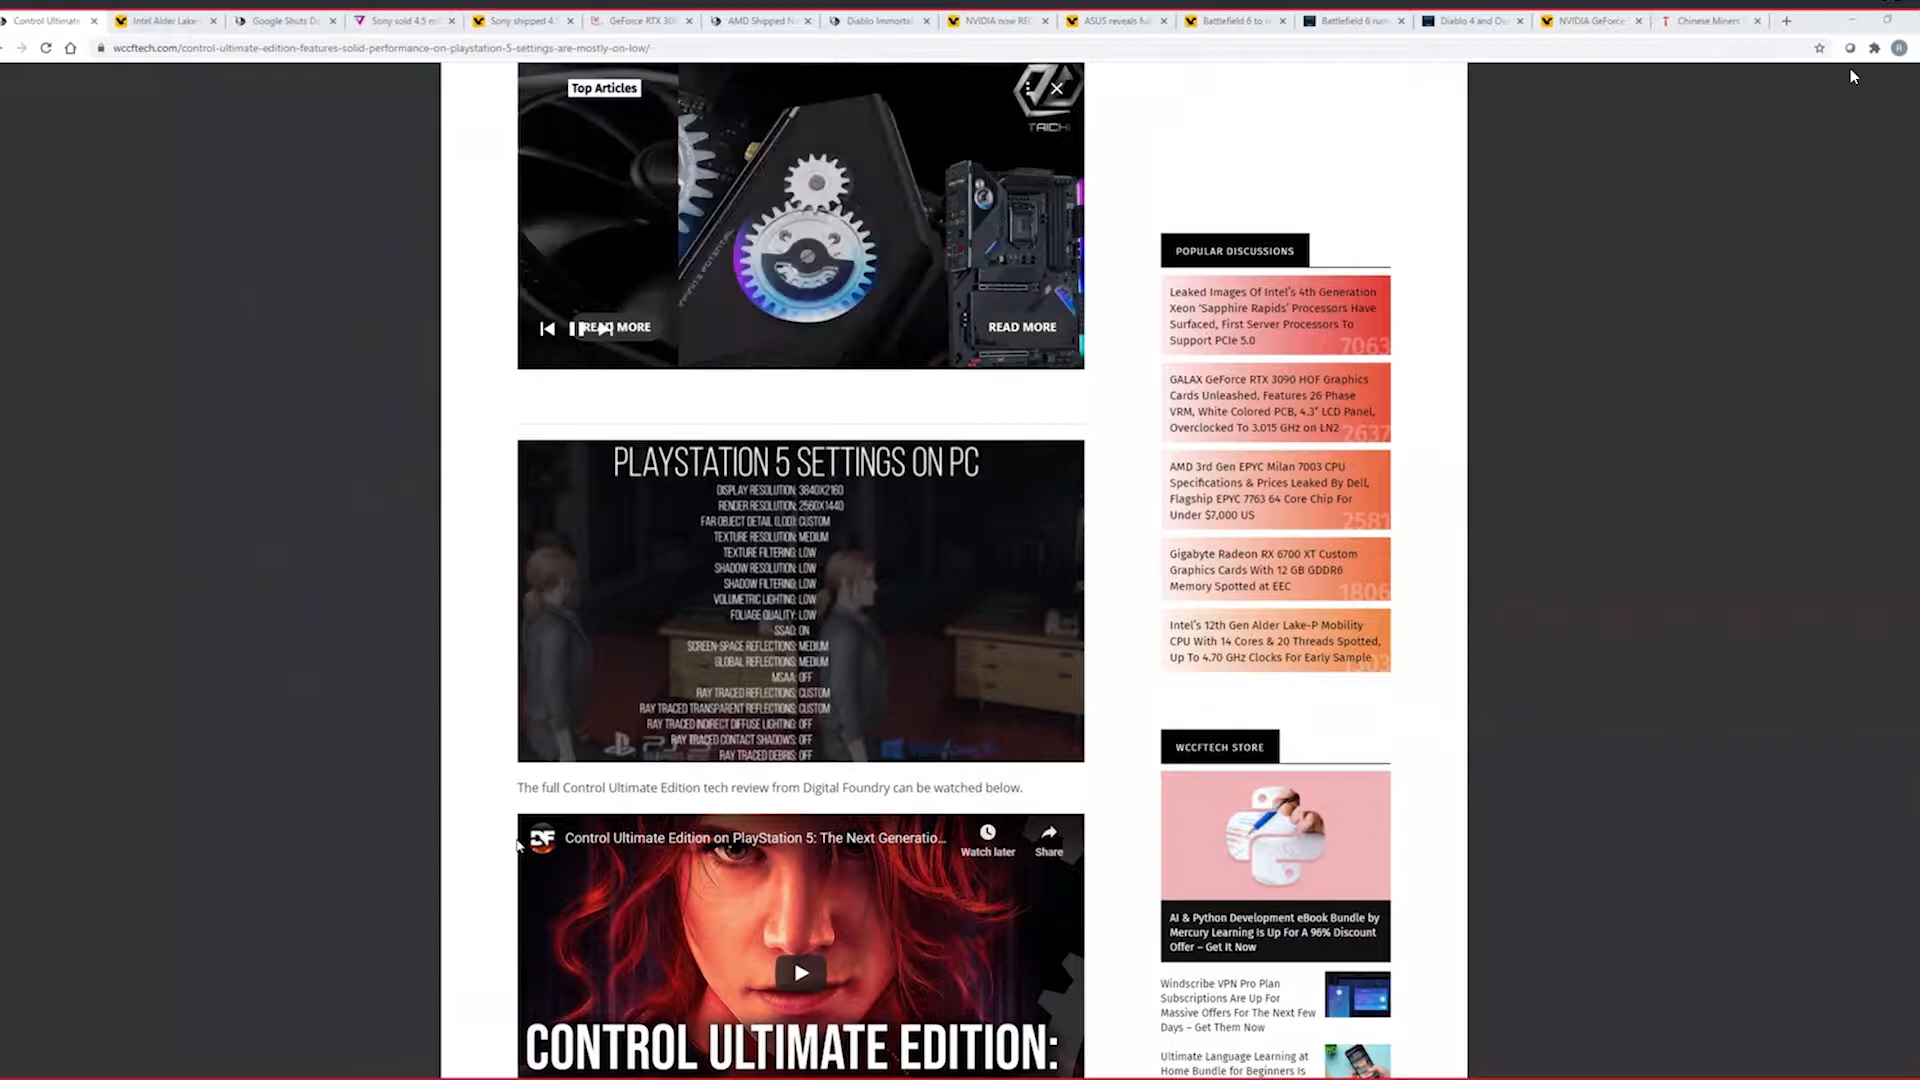 Control Ultimate
Intel Alder Lake-
Google Shuts Do
Sony sold 4.5 mi
Sony shipped 4.
GeForce RTX 30
AMD Shipped N
Diablo Immortal
NVIDIA now RE
ASUS reveals ful
Battlefield 6 to
Battlefield 6 rum
Diablo 4 and Ov
NVIDIA GeForce
Chinese Miners
wccftech.com/control-ultimate-edition-features-solid-performance-on-playstation-5-settings-are-mostly-on-low/
R
Top Articles
TAICHI
READ MORE
READ MORE
PLAYSTATION 5 SETTINGS ON PC
DISPLAY RESOLUTION: 3840X2160
RENDER RESOLUTION: 2560X1440
FAR OBJECT DETAIL (LOD): CUSTOM
TEXTURE RESOLUTION: MEDIUM
TEXTURE FILTERING: LOW
SHADOW RESOLUTION: LOW
SHADOW FILTERING: LOW
VOLUMETRIC LIGHTING: LOW
FOLIAGE QUALITY: LOW
SSAO: ON
SCREEN-SPACE REFLECTIONS: MEDIUM
GLOBAL REFLECTIONS: MEDIUM
MSAA: OFF
RAY TRACED REFLECTIONS: CUSTOM
RAY TRACED TRANSPARENT REFLECTIONS: CUSTOM
RAY TRACED INDIRECT DIFFUSE LIGHTING: OFF
RAY TRACED CONTACT SHADOWS: OFF
RAY TRACED DEBRIS: OFF
The full Control Ultimate Edition tech review from Digital Foundry can be watched below.
DF
Control Ultimate Edition on PlayStation 5: The Next Generatio...
Watch later
Share
CONTROL ULTIMATE EDITION:
POPULAR DISCUSSIONS
Leaked Images Of Intel's 4th Generation
Xeon 'Sapphire Rapids' Processors Have
Surfaced, First Server Processors To
Support PCIe 5.0
7063
GALAX GeForce RTX 3090 HOF Graphics
Cards Unleashed, Features 26 Phase
VRM, White Colored PCB, 4.3" LCD Panel,
Overclocked To 3.015 GHz on LN2
2637
AMD 3rd Gen EPYC Milan 7003 CPU
Specifications & Prices Leaked By Dell,
Flagship EPYC 7763 64 Core Chip For
Under $7,000 US
2581
Gigabyte Radeon RX 6700 XT Custom
Graphics Cards With 12 GB GDDR6
Memory Spotted at EEC
1806
Intel's 12th Gen Alder Lake-P Mobility
CPU With 14 Cores & 20 Threads Spotted,
Up To 4.70 GHz Clocks For Early Sample
WCCFTECH STORE
AI & Python Development eBook Bundle by
Mercury Learning Is Up For A 96% Discount
Offer – Get It Now
Windscribe VPN Pro Plan
Subscriptions Are Up For
Massive Offers For The Next Few
Days – Get Them Now
Ultimate Language Learning at
Home Bundle for Beginners Is